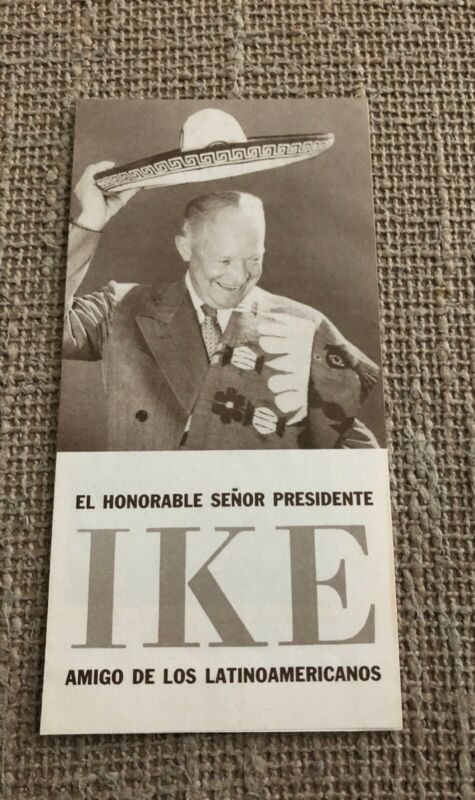 EL HONORABLE SEÑOR PRESIDENTE
IKE
AMIGO DE LOS LATINOAMERICANOS